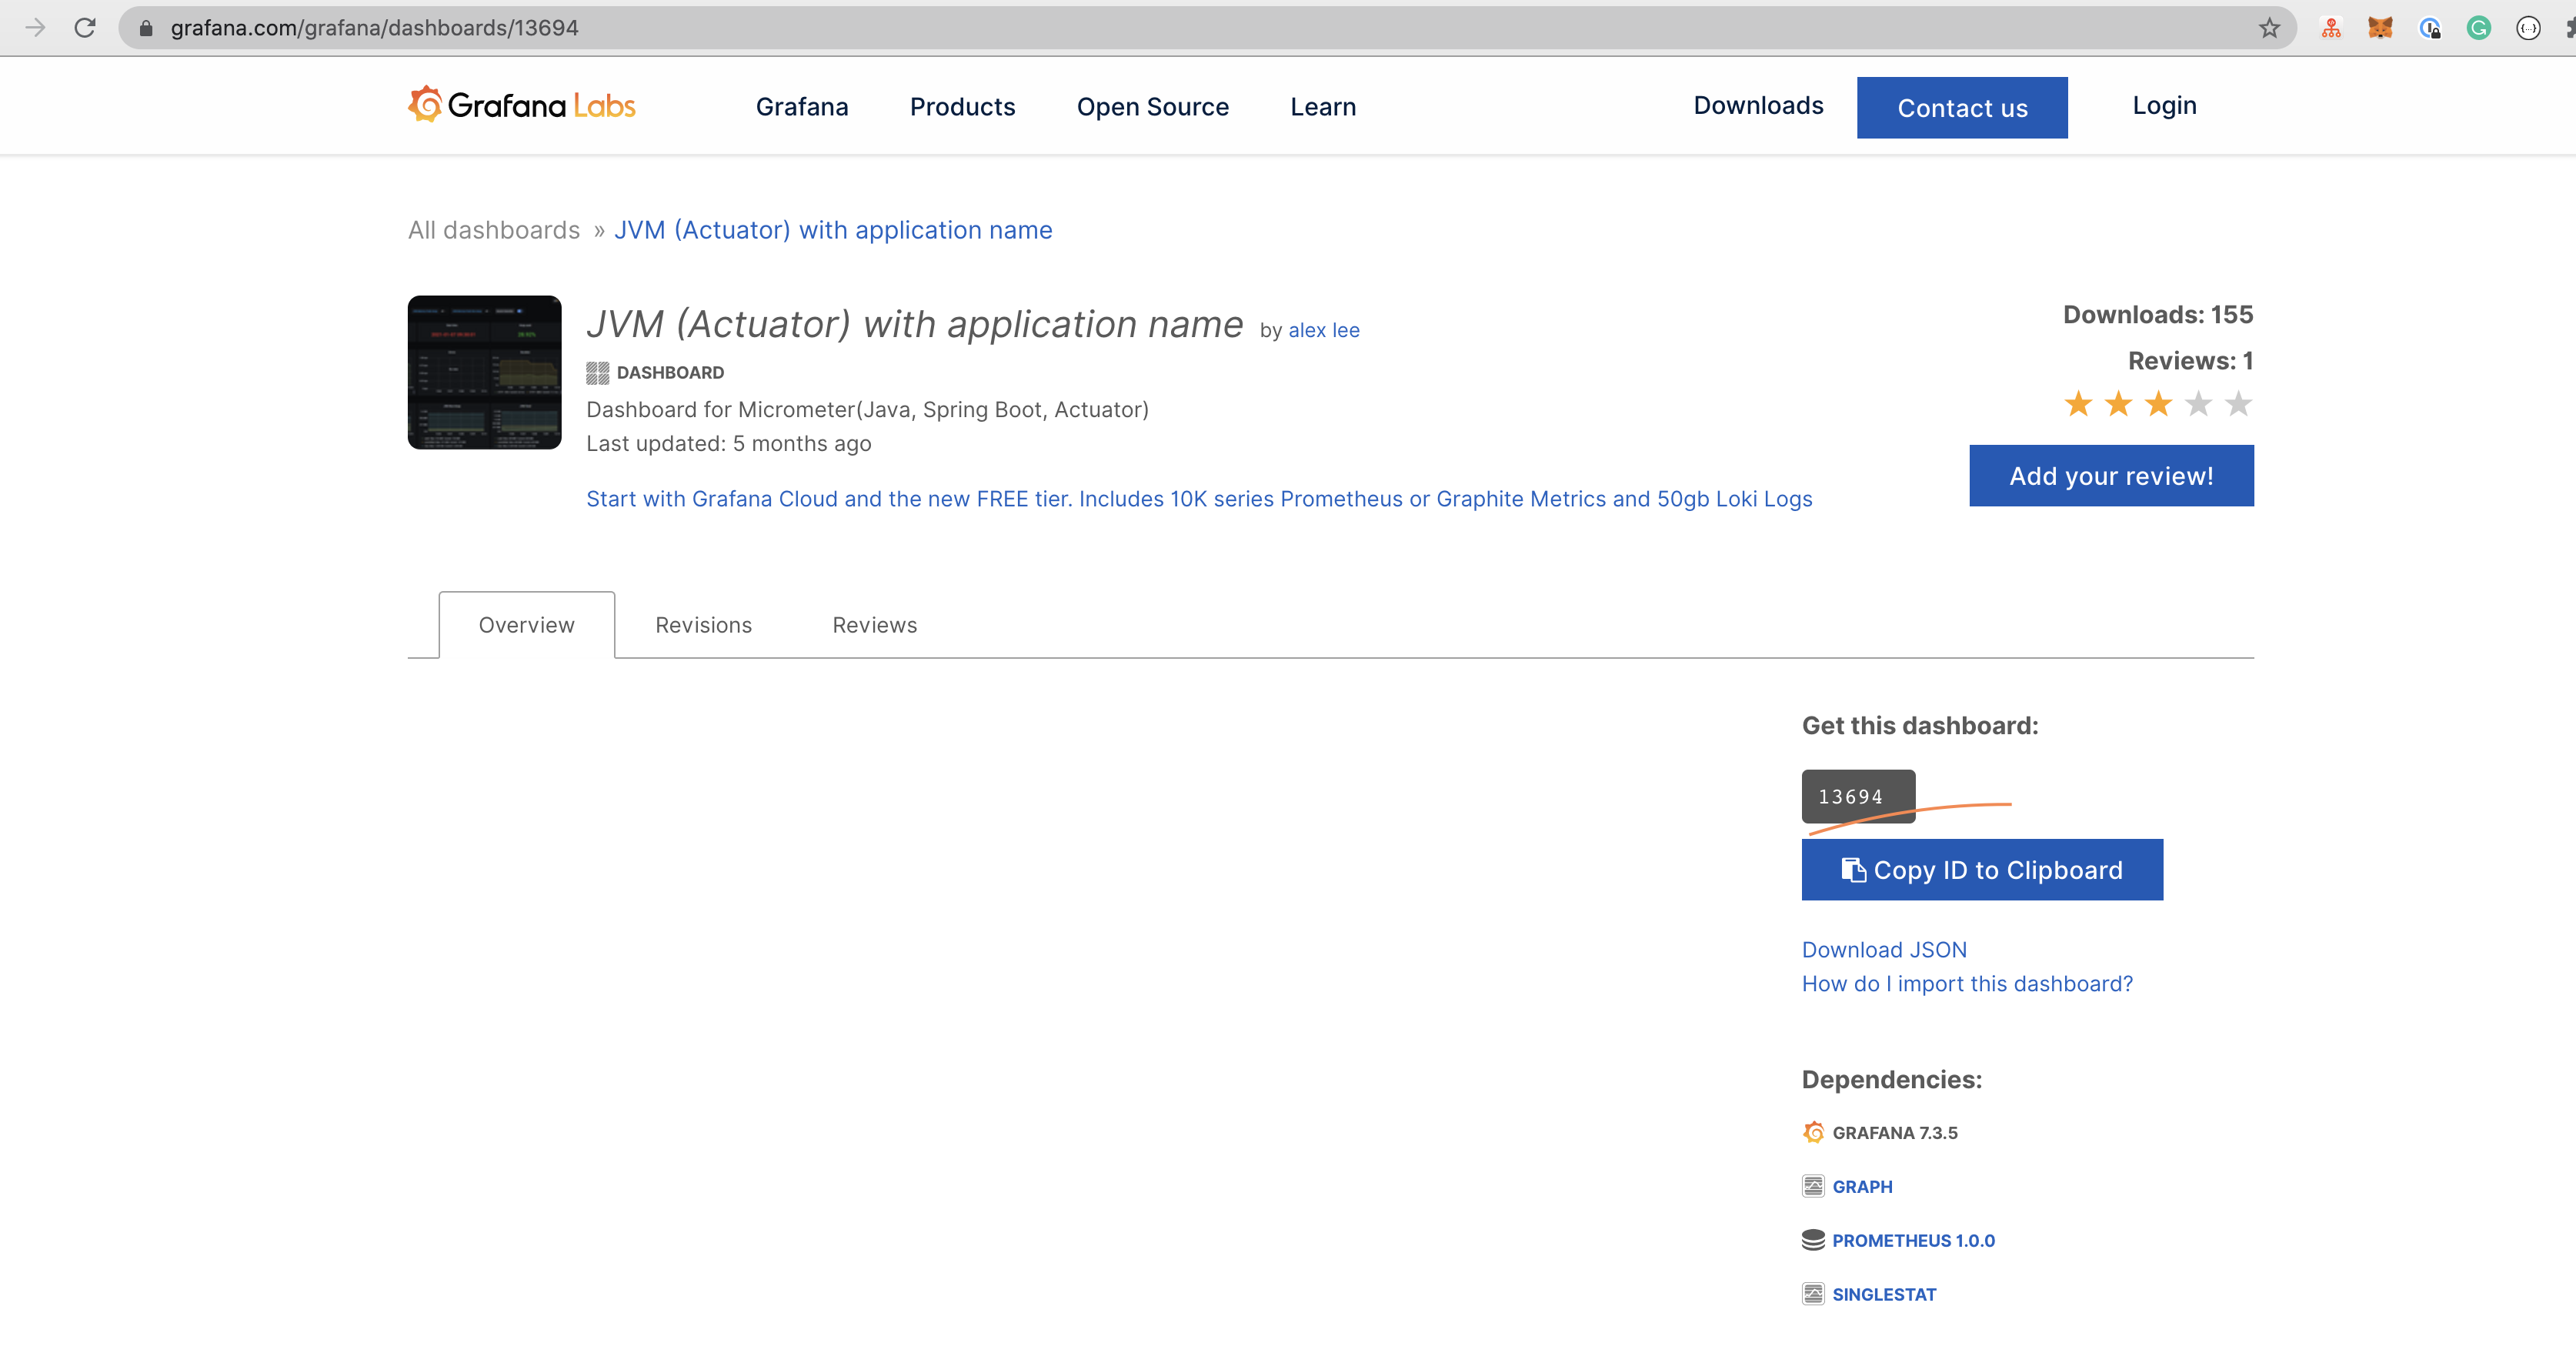 grafana.com/grafana/dashboards/13694
Grafana Labs
Grafana Products Open Source Learn
Downloads Contact us Login
All dashboards » JVM (Actuator) with application name
JVM (Actuator) with application name by alex lee
DASHBOARD
Dashboard for Micrometer(Java, Spring Boot, Actuator)
Last updated: 5 months ago
Start with Grafana Cloud and the new FREE tier. Includes 10K series Prometheus or Graphite Metrics and 50gb Loki Logs
Downloads: 155
Reviews: 1
Add your review!
Overview Revisions Reviews
Get this dashboard:
13694
Copy ID to Clipboard
Download JSON
How do I import this dashboard?
Dependencies:
GRAFANA 7.3.5
GRAPH
PROMETHEUS 1.0.0
SINGLESTAT